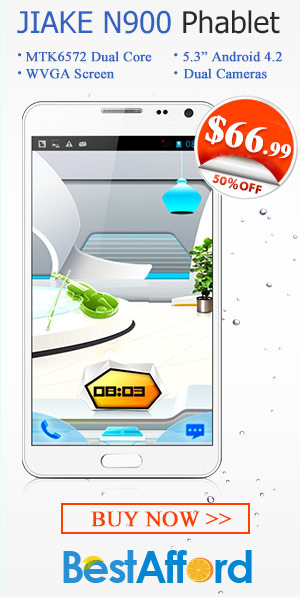 JIAKE N900 Phablet
· MTK6572 Dual Core · 5.3” Android 4.2
· WVGA Screen · Dual Cameras
$66.99
50%OFF
08:03
BUY NOW >>
BestAfford